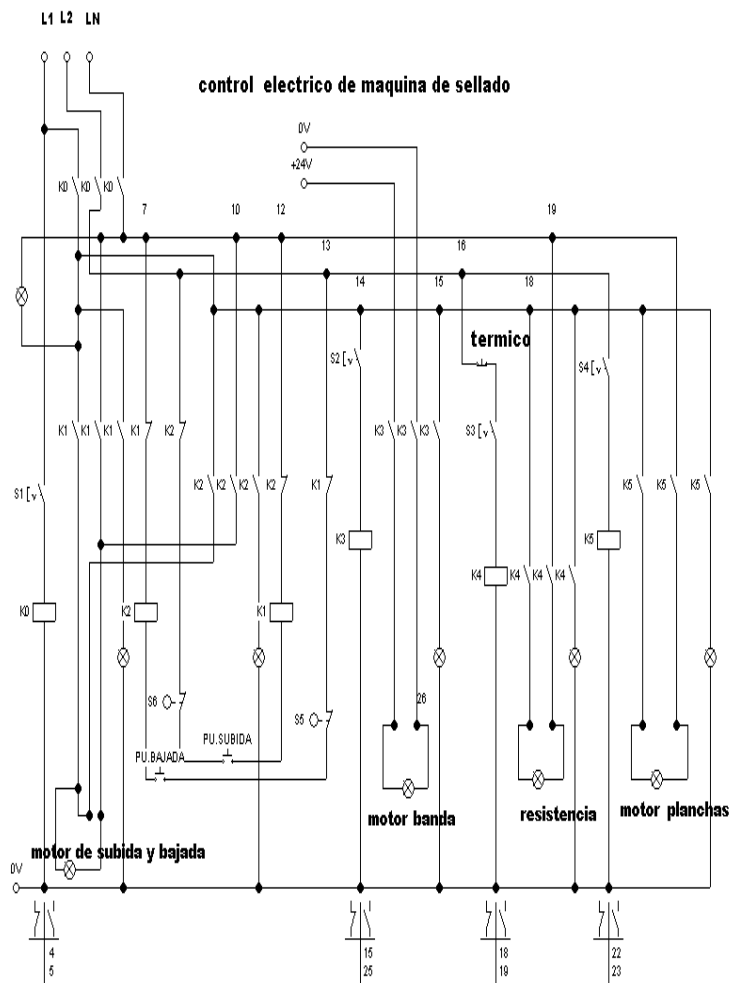 L1 L2 LN
control electrico de maquina de sellado
0V
+24V
K0 K0 K0
7 10 12 19
13 16
14 15 18
termico
S2 S4
K1 K1 K1 K1 K2 K3 K3 K3 S3
S1 K2 K2 K2 K2 K1 K5 K5 K5
K3 K5
K4 K4 K4 K4
K0 K2 K1
S6 26
S5
PU.SUBIDA
PU.BAJADA
motor banda resistencia motor planchas
motor de subida y bajada
0V
4 15 18 22
5 25 19 23